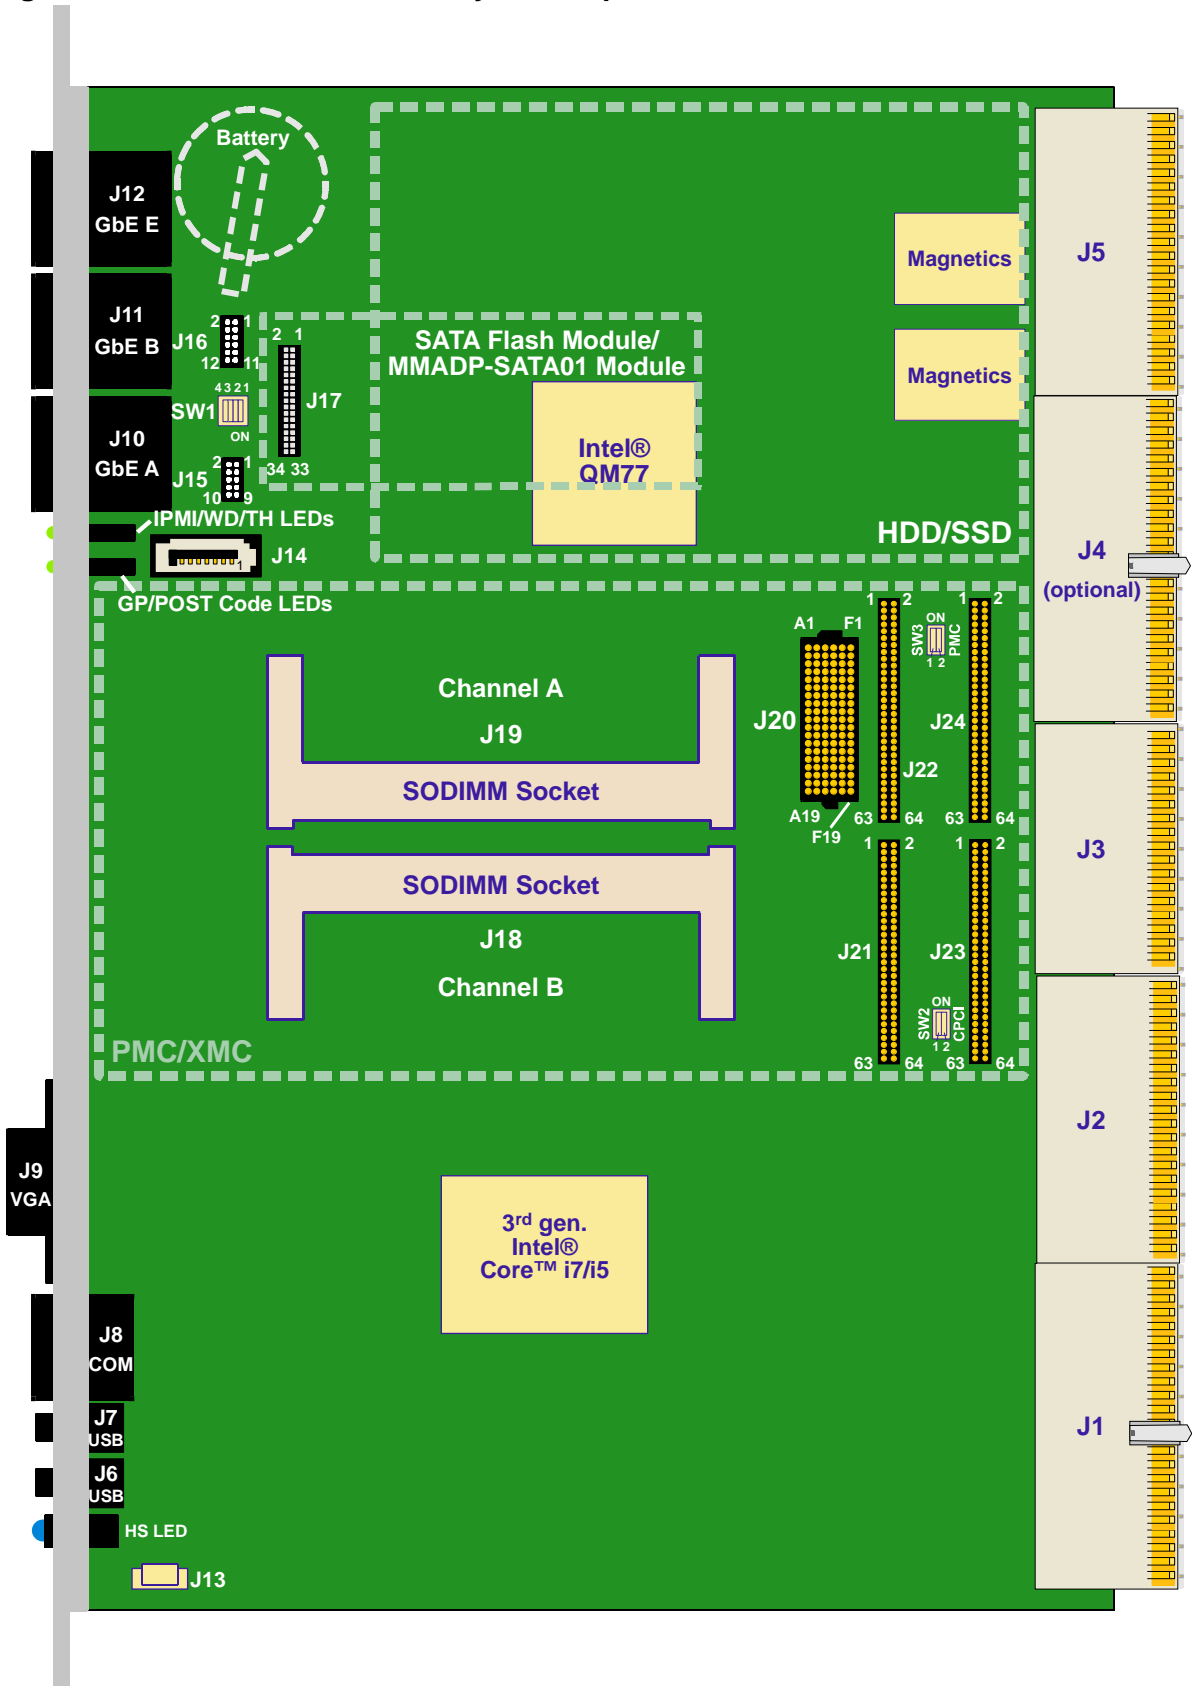 Battery
J12
GbE E
J5
Magnetics
J11
GbE B
J16
2 1
12 11
2 1
SATA Flash Module/
MMADP-SATA01 Module
Magnetics
4 3 2 1
SW1
ON
J17
J10
GbE A
Intel®
QM77
J15
2 1
10 9
34 33
IPMI/WD/TH LEDs
HDD/SSD
J14
1
J4
(optional)
GP/POST Code LEDs
A1 F1
1 2
ON
SW3
PMC
1 2
1 2
Channel A
J19
J20
J24
J22
SODIMM Socket
A19
F19
63 64
63 64
1 2
1 2
J3
SODIMM Socket
J18
J21
J23
Channel B
ON
SW2
CPCI
1 2
PMC/XMC
63 64
63 64
J2
J9
VGA
3rd gen.
Intel®
Core™ i7/i5
J8
COM
J7
USB
J1
J6
USB
HS LED
J13